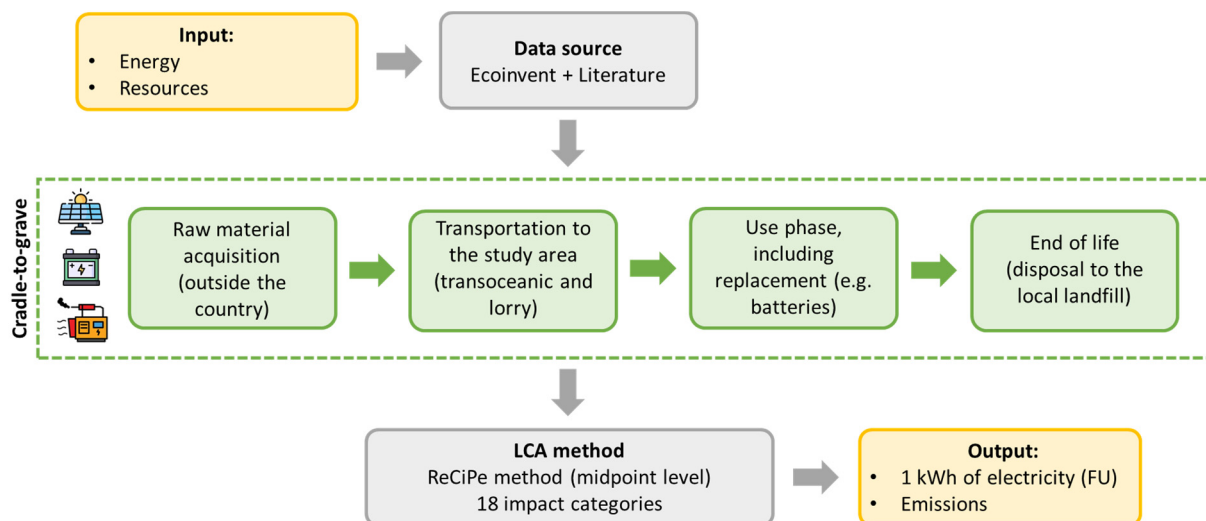 Input:
• Energy
• Resources
Data source
Ecoinvent + Literature
Cradle-to-grave
Raw material
acquisition
(outside the
country)
Transportation to
the study area
(transoceanic and
lorry)
Use phase,
including
replacement (e.g.
batteries)
End of life
(disposal to the
local landfill)
LCA method
ReCiPe method (midpoint level)
18 impact categories
Output:
• 1 kWh of electricity (FU)
• Emissions